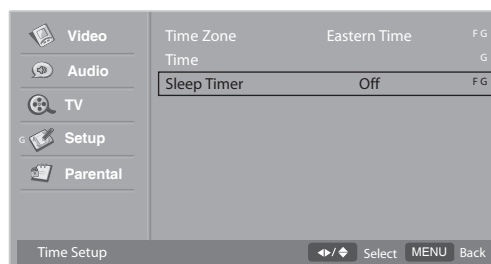 Video
Audio
TV
G Setup
Parental
Time Zone Eastern Time F G
Time G
Sleep Timer Off F G
Time Setup / Select MENU Back